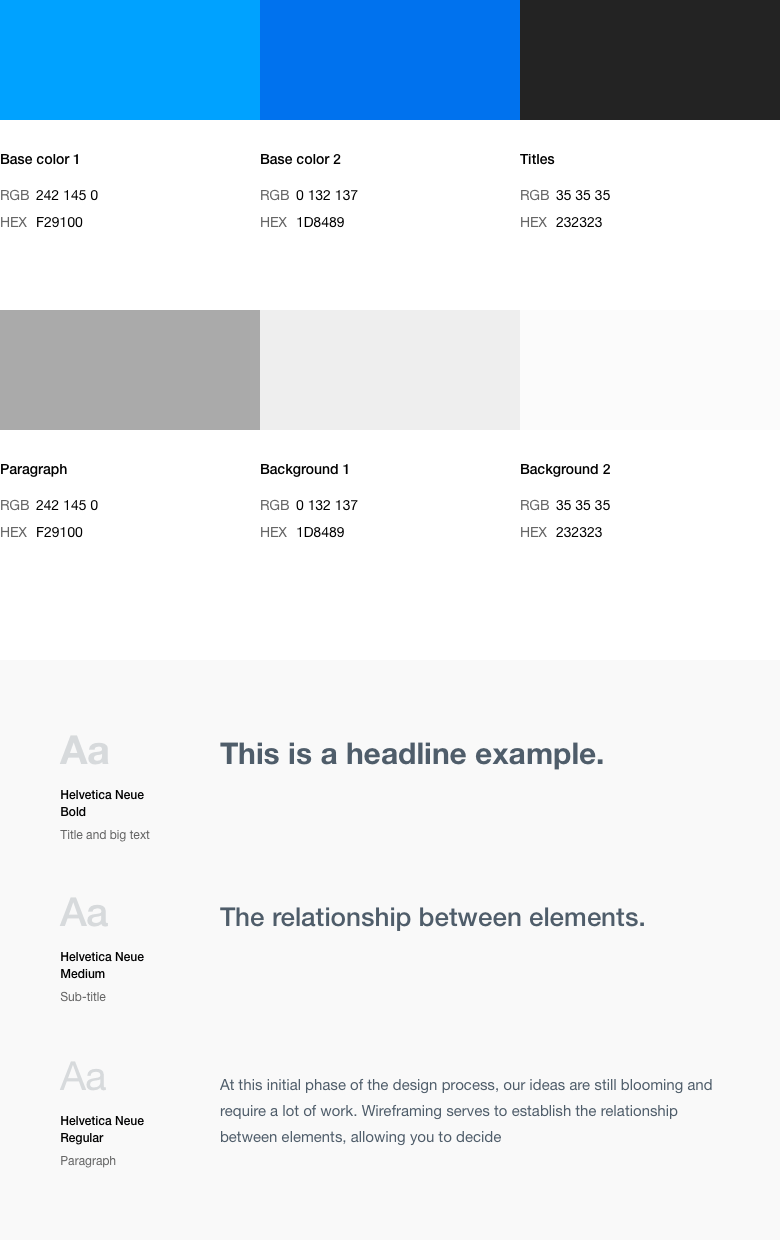 Base color 1
RGB 242 145 0
HEX F29100
Base color 2
RGB 0 132 137
HEX 1D8489
Titles
RGB 35 35 35
HEX 232323
Paragraph
RGB 242 145 0
HEX F29100
Background 1
RGB 0 132 137
HEX 1D8489
Background 2
RGB 35 35 35
HEX 232323
Aa
Helvetica Neue
Bold
Title and big text
This is a headline example.
Aa
Helvetica Neue
Medium
Sub-title
The relationship between elements.
Aa
Helvetica Neue
Regular
Paragraph
At this initial phase of the design process, our ideas are still blooming and
require a lot of work. Wireframing serves to establish the relationship
between elements, allowing you to decide